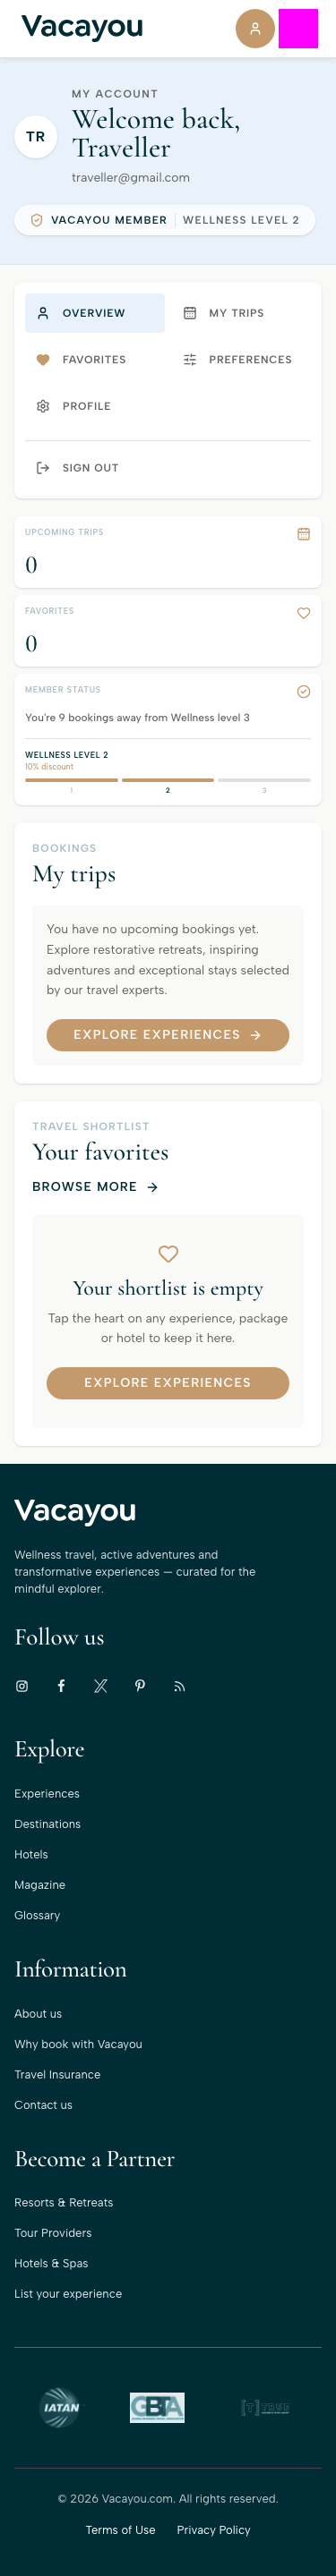 Vacayou
MY ACCOUNT
TR
Welcome back,
Traveller
traveller@gmail.com
VACAYOU MEMBER WELLNESS LEVEL 2
OVERVIEW
MY TRIPS
FAVORITES
PREFERENCES
PROFILE
SIGN OUT
UPCOMING TRIPS
0
FAVORITES
0
MEMBER STATUS
You're 9 bookings away from Wellness level 3
WELLNESS LEVEL 2
10% discount
1 2 3
BOOKINGS
My trips
You have no upcoming bookings yet.
Explore restorative retreats, inspiring
adventures and exceptional stays selected
by our travel experts.
EXPLORE EXPERIENCES
TRAVEL SHORTLIST
Your favorites
BROWSE MORE
Your shortlist is empty
Tap the heart on any experience, package
or hotel to keep it here.
EXPLORE EXPERIENCES
Vacayou
Wellness travel, active adventures and
transformative experiences — curated for the
mindful explorer.
Follow us
Explore
Experiences
Destinations
Hotels
Magazine
Glossary
Information
About us
Why book with Vacayou
Travel Insurance
Contact us
Become a Partner
Resorts & Retreats
Tour Providers
Hotels & Spas
List your experience
IATAN
GBTA
[T] TRUE
© 2026 Vacayou.com. All rights reserved.
Terms of Use Privacy Policy